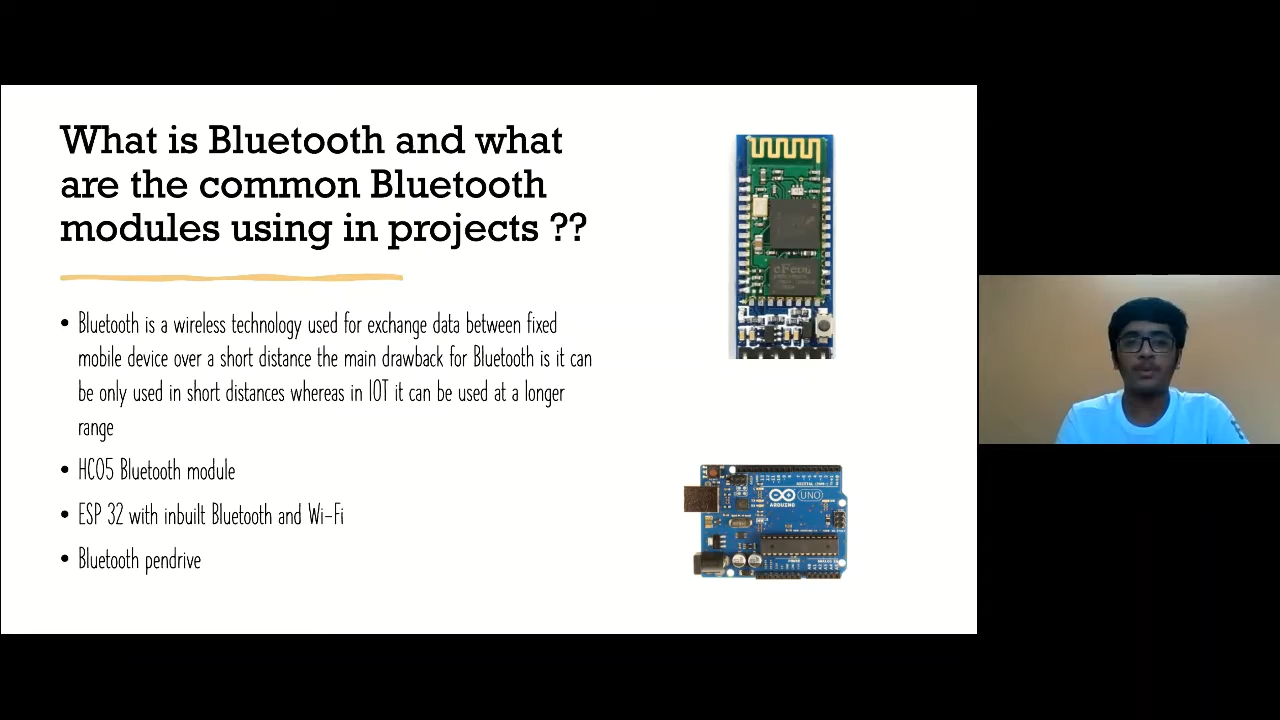 What is Bluetooth and what
are the common Bluetooth
modules using in projects ??
• Bluetooth is a wireless technology used for exchange data between fixed
mobile device over a short distance the main drawback for Bluetooth is it can
be only used in short distances whereas in IOT it can be used at a longer
range
• HC05 Bluetooth module
• ESP 32 with inbuilt Bluetooth and Wi-Fi
• Bluetooth pendrive
UNO
ARDUINO